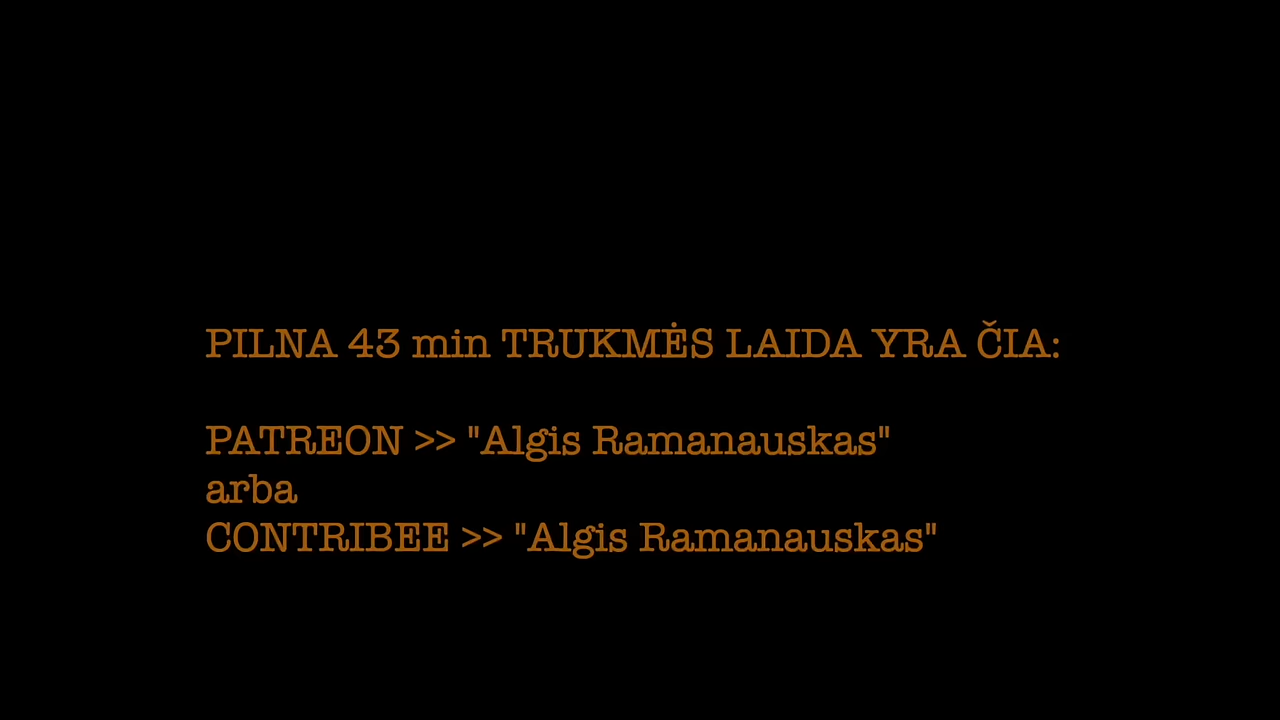 PILNA 43 min TRUKMĖS LAIDA YRA ČIA:
PATREON >> "Algis Ramanauskas"
arba
CONTRIBEE >> "Algis Ramanauskas"